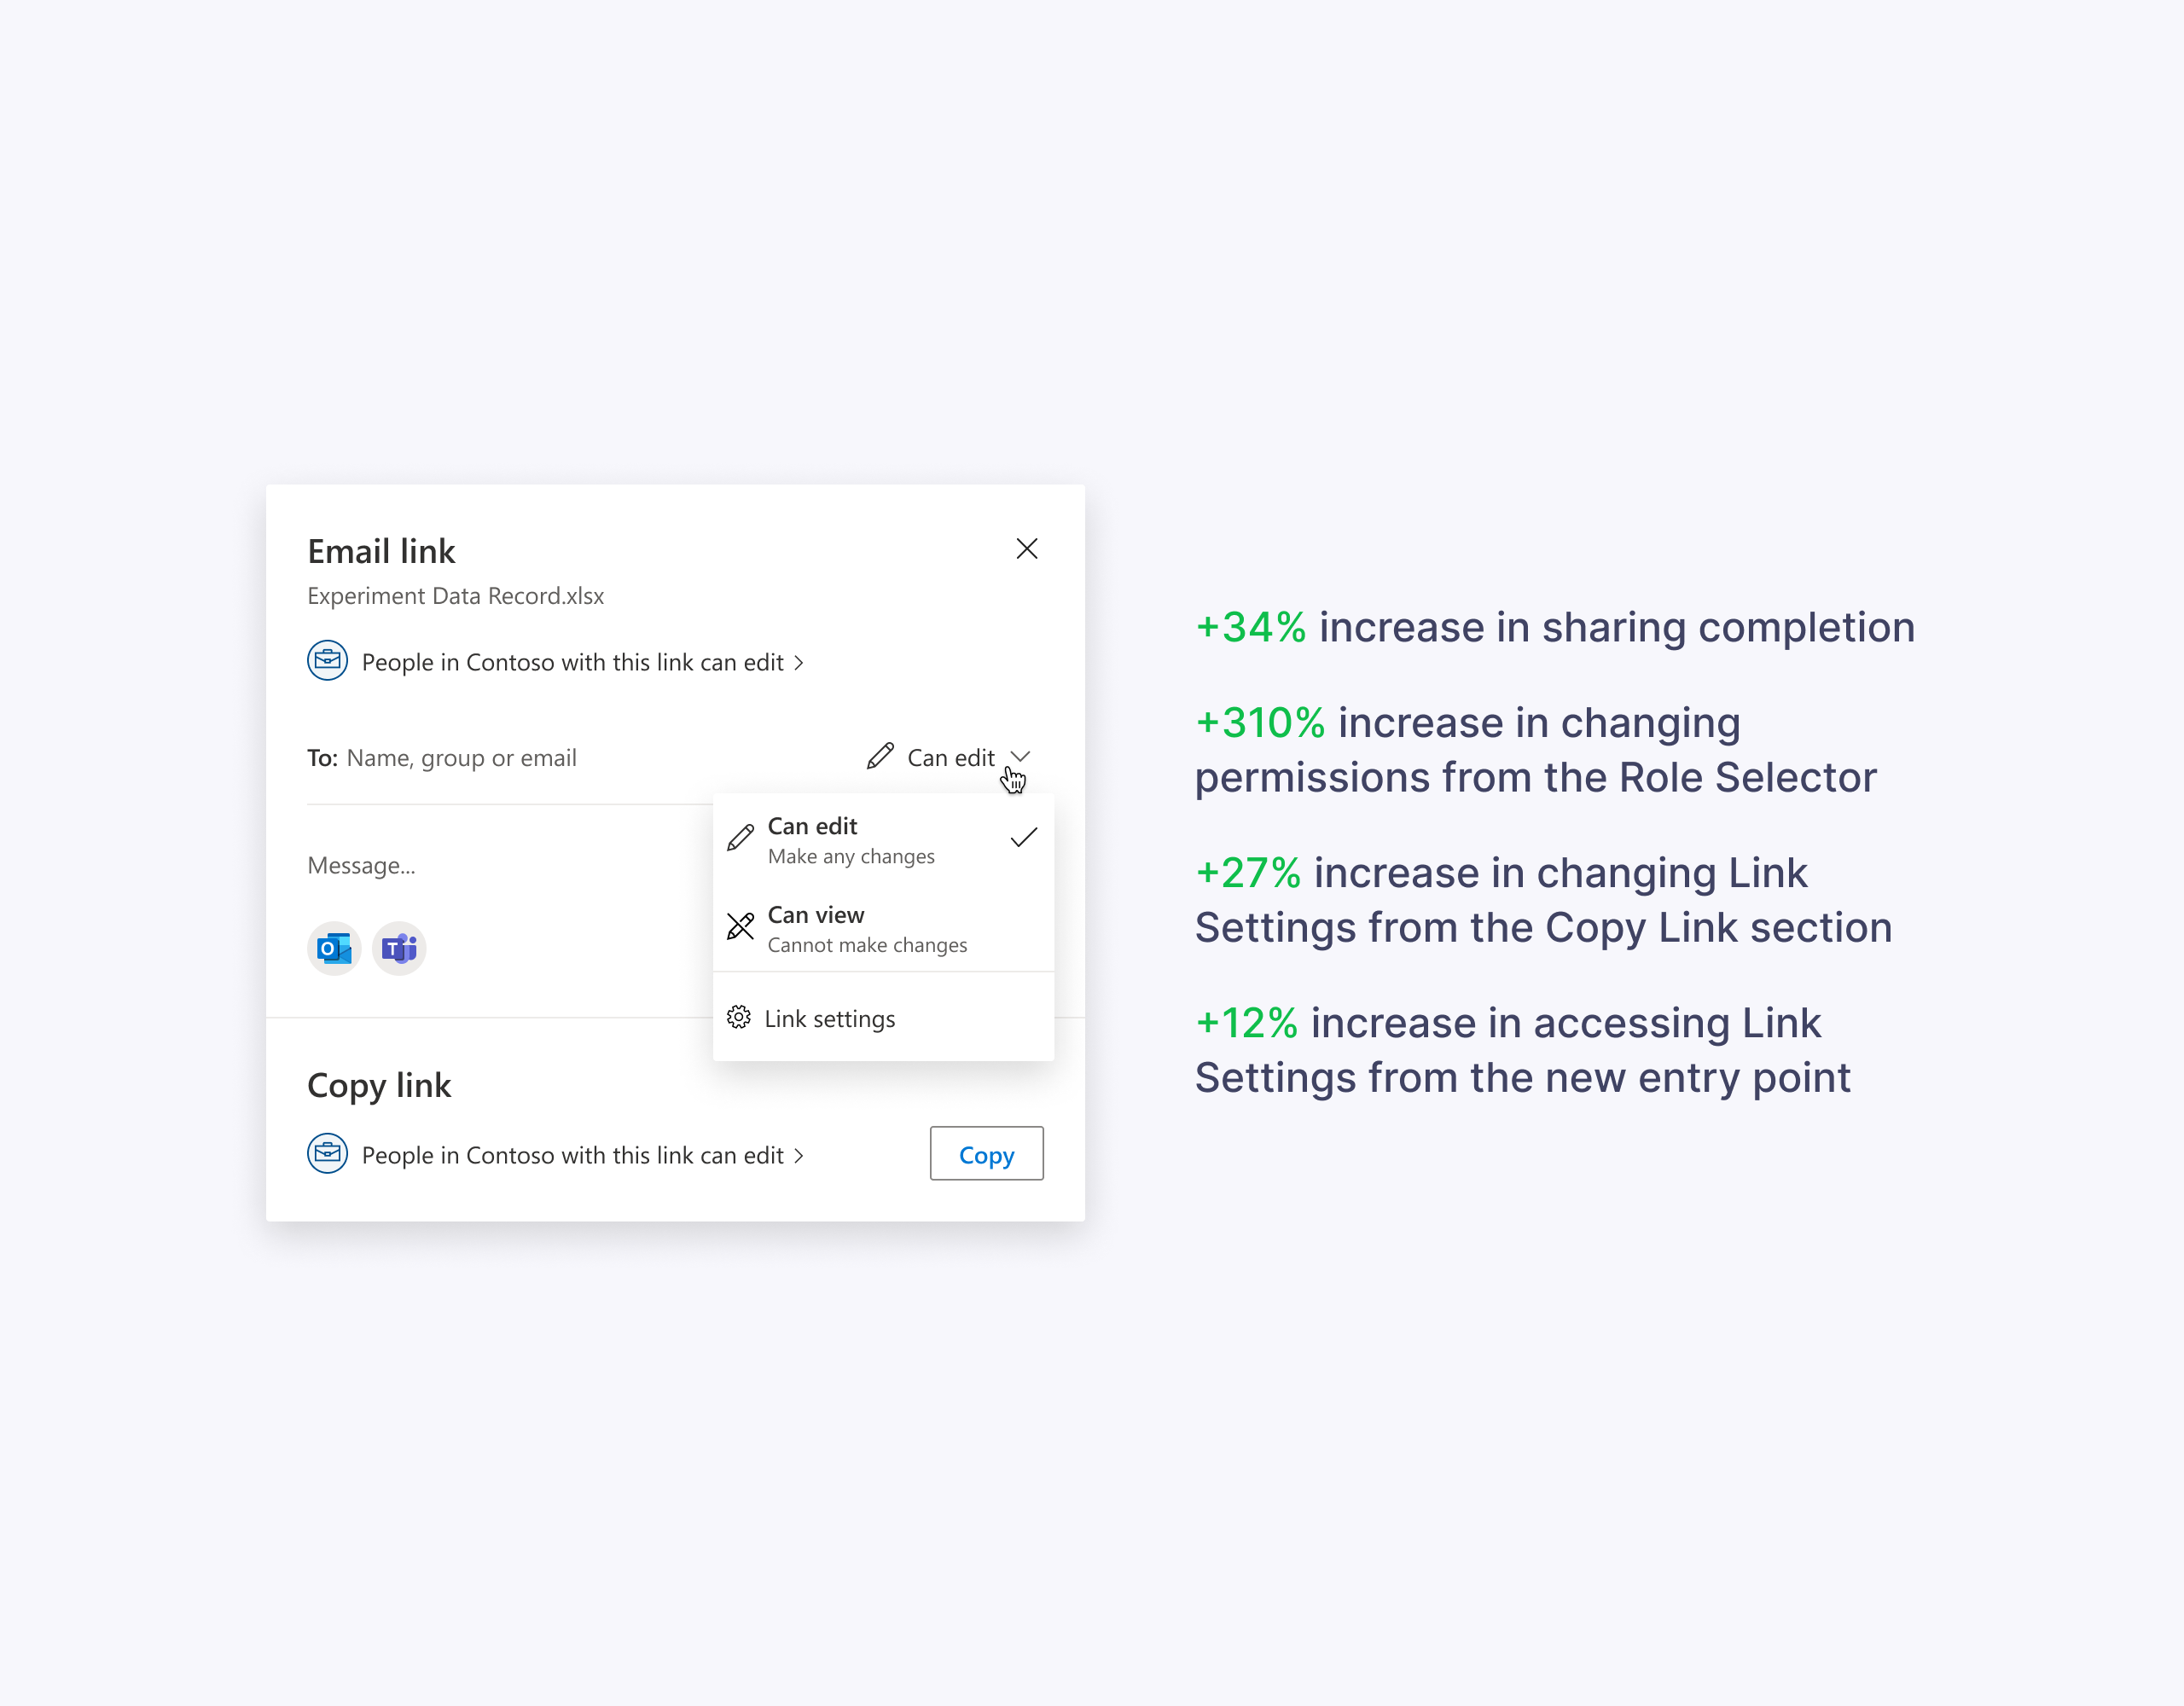 Email link
Experiment Data Record.xlsx
People in Contoso with this link can edit
To: Name, group or email
Can edit
Can edit
Make any changes
Can view
Cannot make changes
Link settings
Message...
O
T
Copy link
People in Contoso with this link can edit
Copy
+34% increase in sharing completion
+310% increase in changing
permissions from the Role Selector
+27% increase in changing Link
Settings from the Copy Link section
+12% increase in accessing Link
Settings from the new entry point